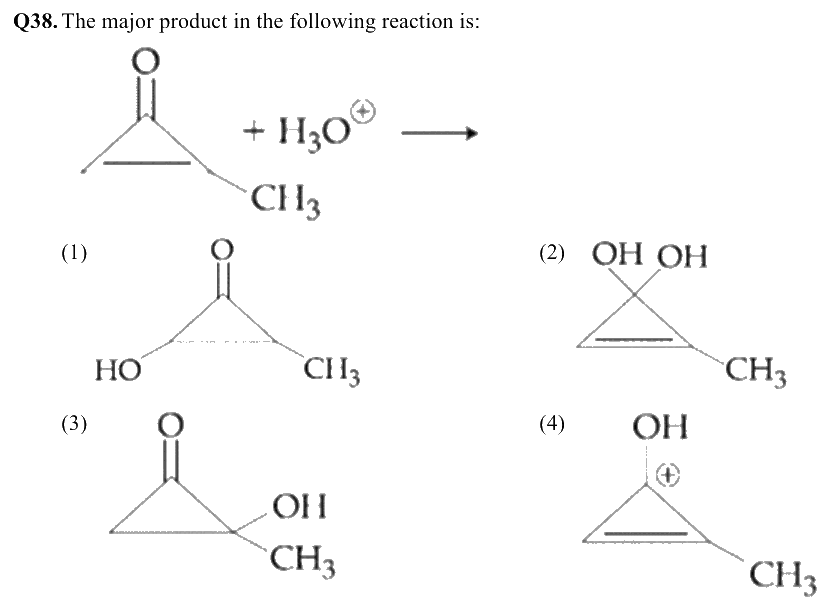 Q38. The major product in the following reaction is:
O
+ H₃O⊕ ⟶
CH₃
(1)
O
HO
CH₃
(2)
OH OH
CH₃
(3)
O
OH
CH₃
(4)
OH
⊕
CH₃